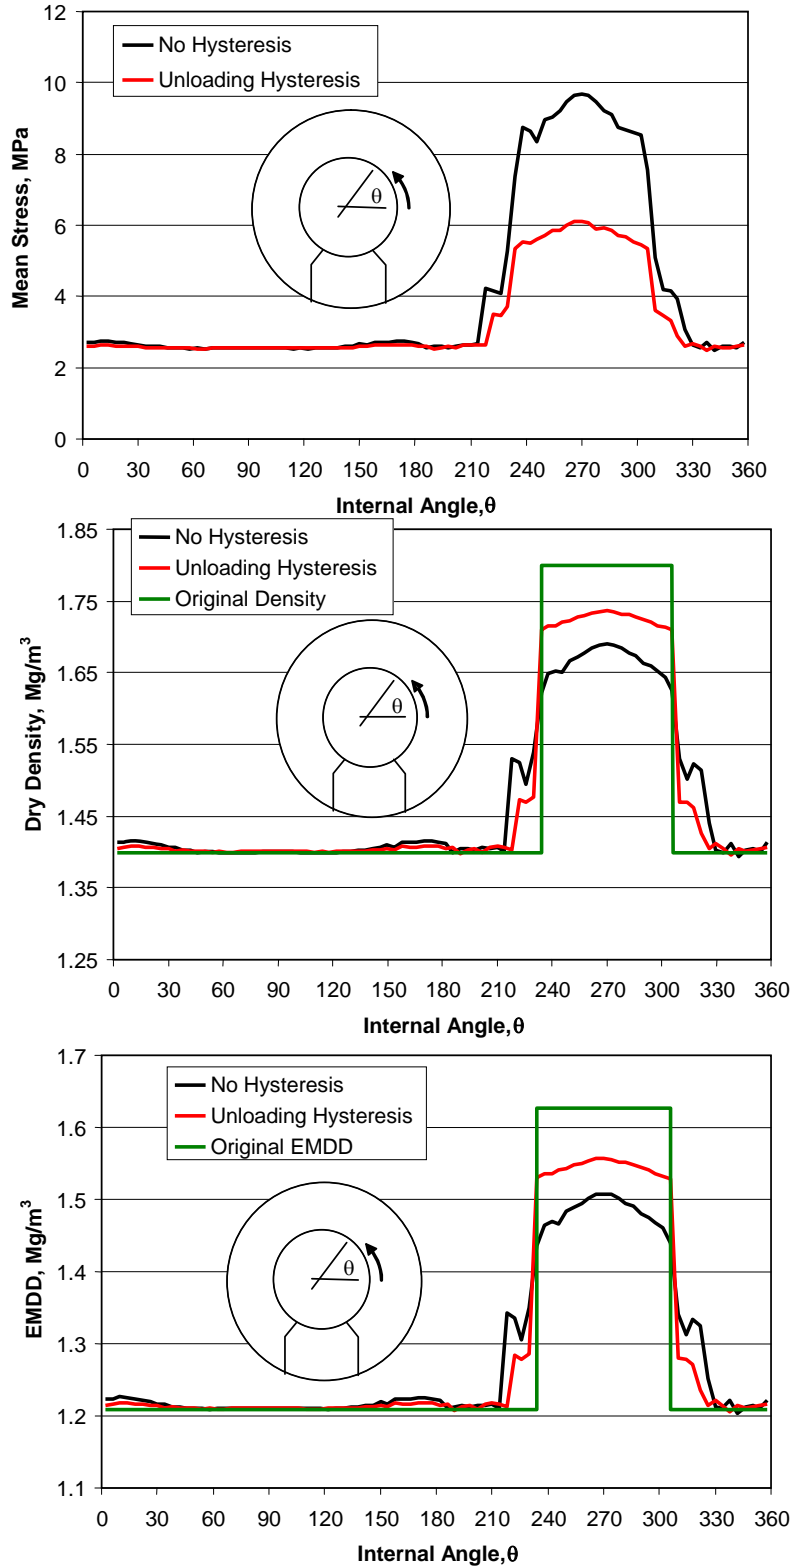 12
10
8
6
4
2
0
Mean Stress, MPa
No Hysteresis
Unloading Hysteresis
θ
0 30 60 90 120 150 180 210 240 270 300 330 360
Internal Angle,θ
1.85
1.75
1.65
1.55
1.45
1.35
1.25
Dry Density, Mg/m³
No Hysteresis
Unloading Hysteresis
Original Density
θ
0 30 60 90 120 150 180 210 240 270 300 330 360
Internal Angle,θ
1.7
1.6
1.5
1.4
1.3
1.2
1.1
EMDD, Mg/m³
No Hysteresis
Unloading Hysteresis
Original EMDD
θ
0 30 60 90 120 150 180 210 240 270 300 330 360
Internal Angle,θ